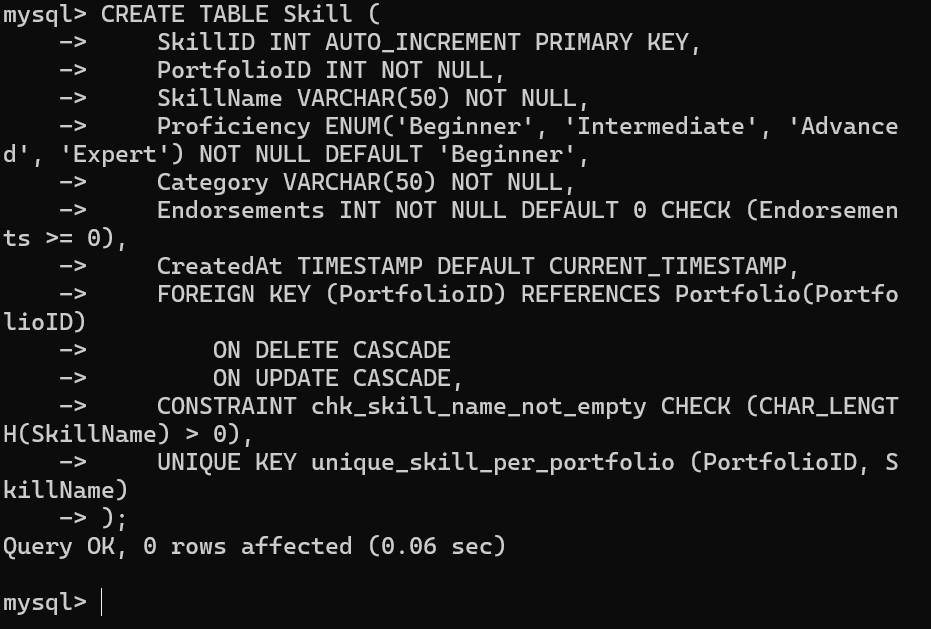 mysql> CREATE TABLE Skill (
    ->     SkillID INT AUTO_INCREMENT PRIMARY KEY,
    ->     PortfolioID INT NOT NULL,
    ->     SkillName VARCHAR(50) NOT NULL,
    ->     Proficiency ENUM('Beginner', 'Intermediate', 'Advance
d', 'Expert') NOT NULL DEFAULT 'Beginner',
    ->     Category VARCHAR(50) NOT NULL,
    ->     Endorsements INT NOT NULL DEFAULT 0 CHECK (Endorsemen
ts >= 0),
    ->     CreatedAt TIMESTAMP DEFAULT CURRENT_TIMESTAMP,
    ->     FOREIGN KEY (PortfolioID) REFERENCES Portfolio(Portfo
lioID)
    ->         ON DELETE CASCADE
    ->         ON UPDATE CASCADE,
    ->     CONSTRAINT chk_skill_name_not_empty CHECK (CHAR_LENGT
H(SkillName) > 0),
    ->     UNIQUE KEY unique_skill_per_portfolio (PortfolioID, S
killName)
    -> );
Query OK, 0 rows affected (0.06 sec)

mysql>